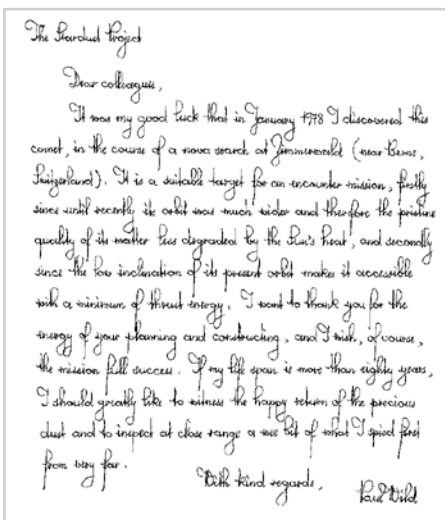 The Stardust Project
Dear colleagues,
It was my good luck that in January 1978 I discovered this
comet, in the course of a nova search at Zimmerwald (near Berne,
Switzerland). It is a suitable target for an encounter mission, firstly
since until recently its orbit was much wider and therefore the pristine
quality of its matter less degraded by the Sun's heat, and secondly
since the low inclination of its present orbit makes it accessible
with a minimum of thrust energy. I want to thank you for the
energy of your planning and constructing, and I wish, of course,
the mission full success. If my life span is more than eighty years,
I should greatly like to witness the happy return of the precious
dust and to inspect at close range a wee bit of what I spied first
from very far.
With kind regards,
Paul Wild